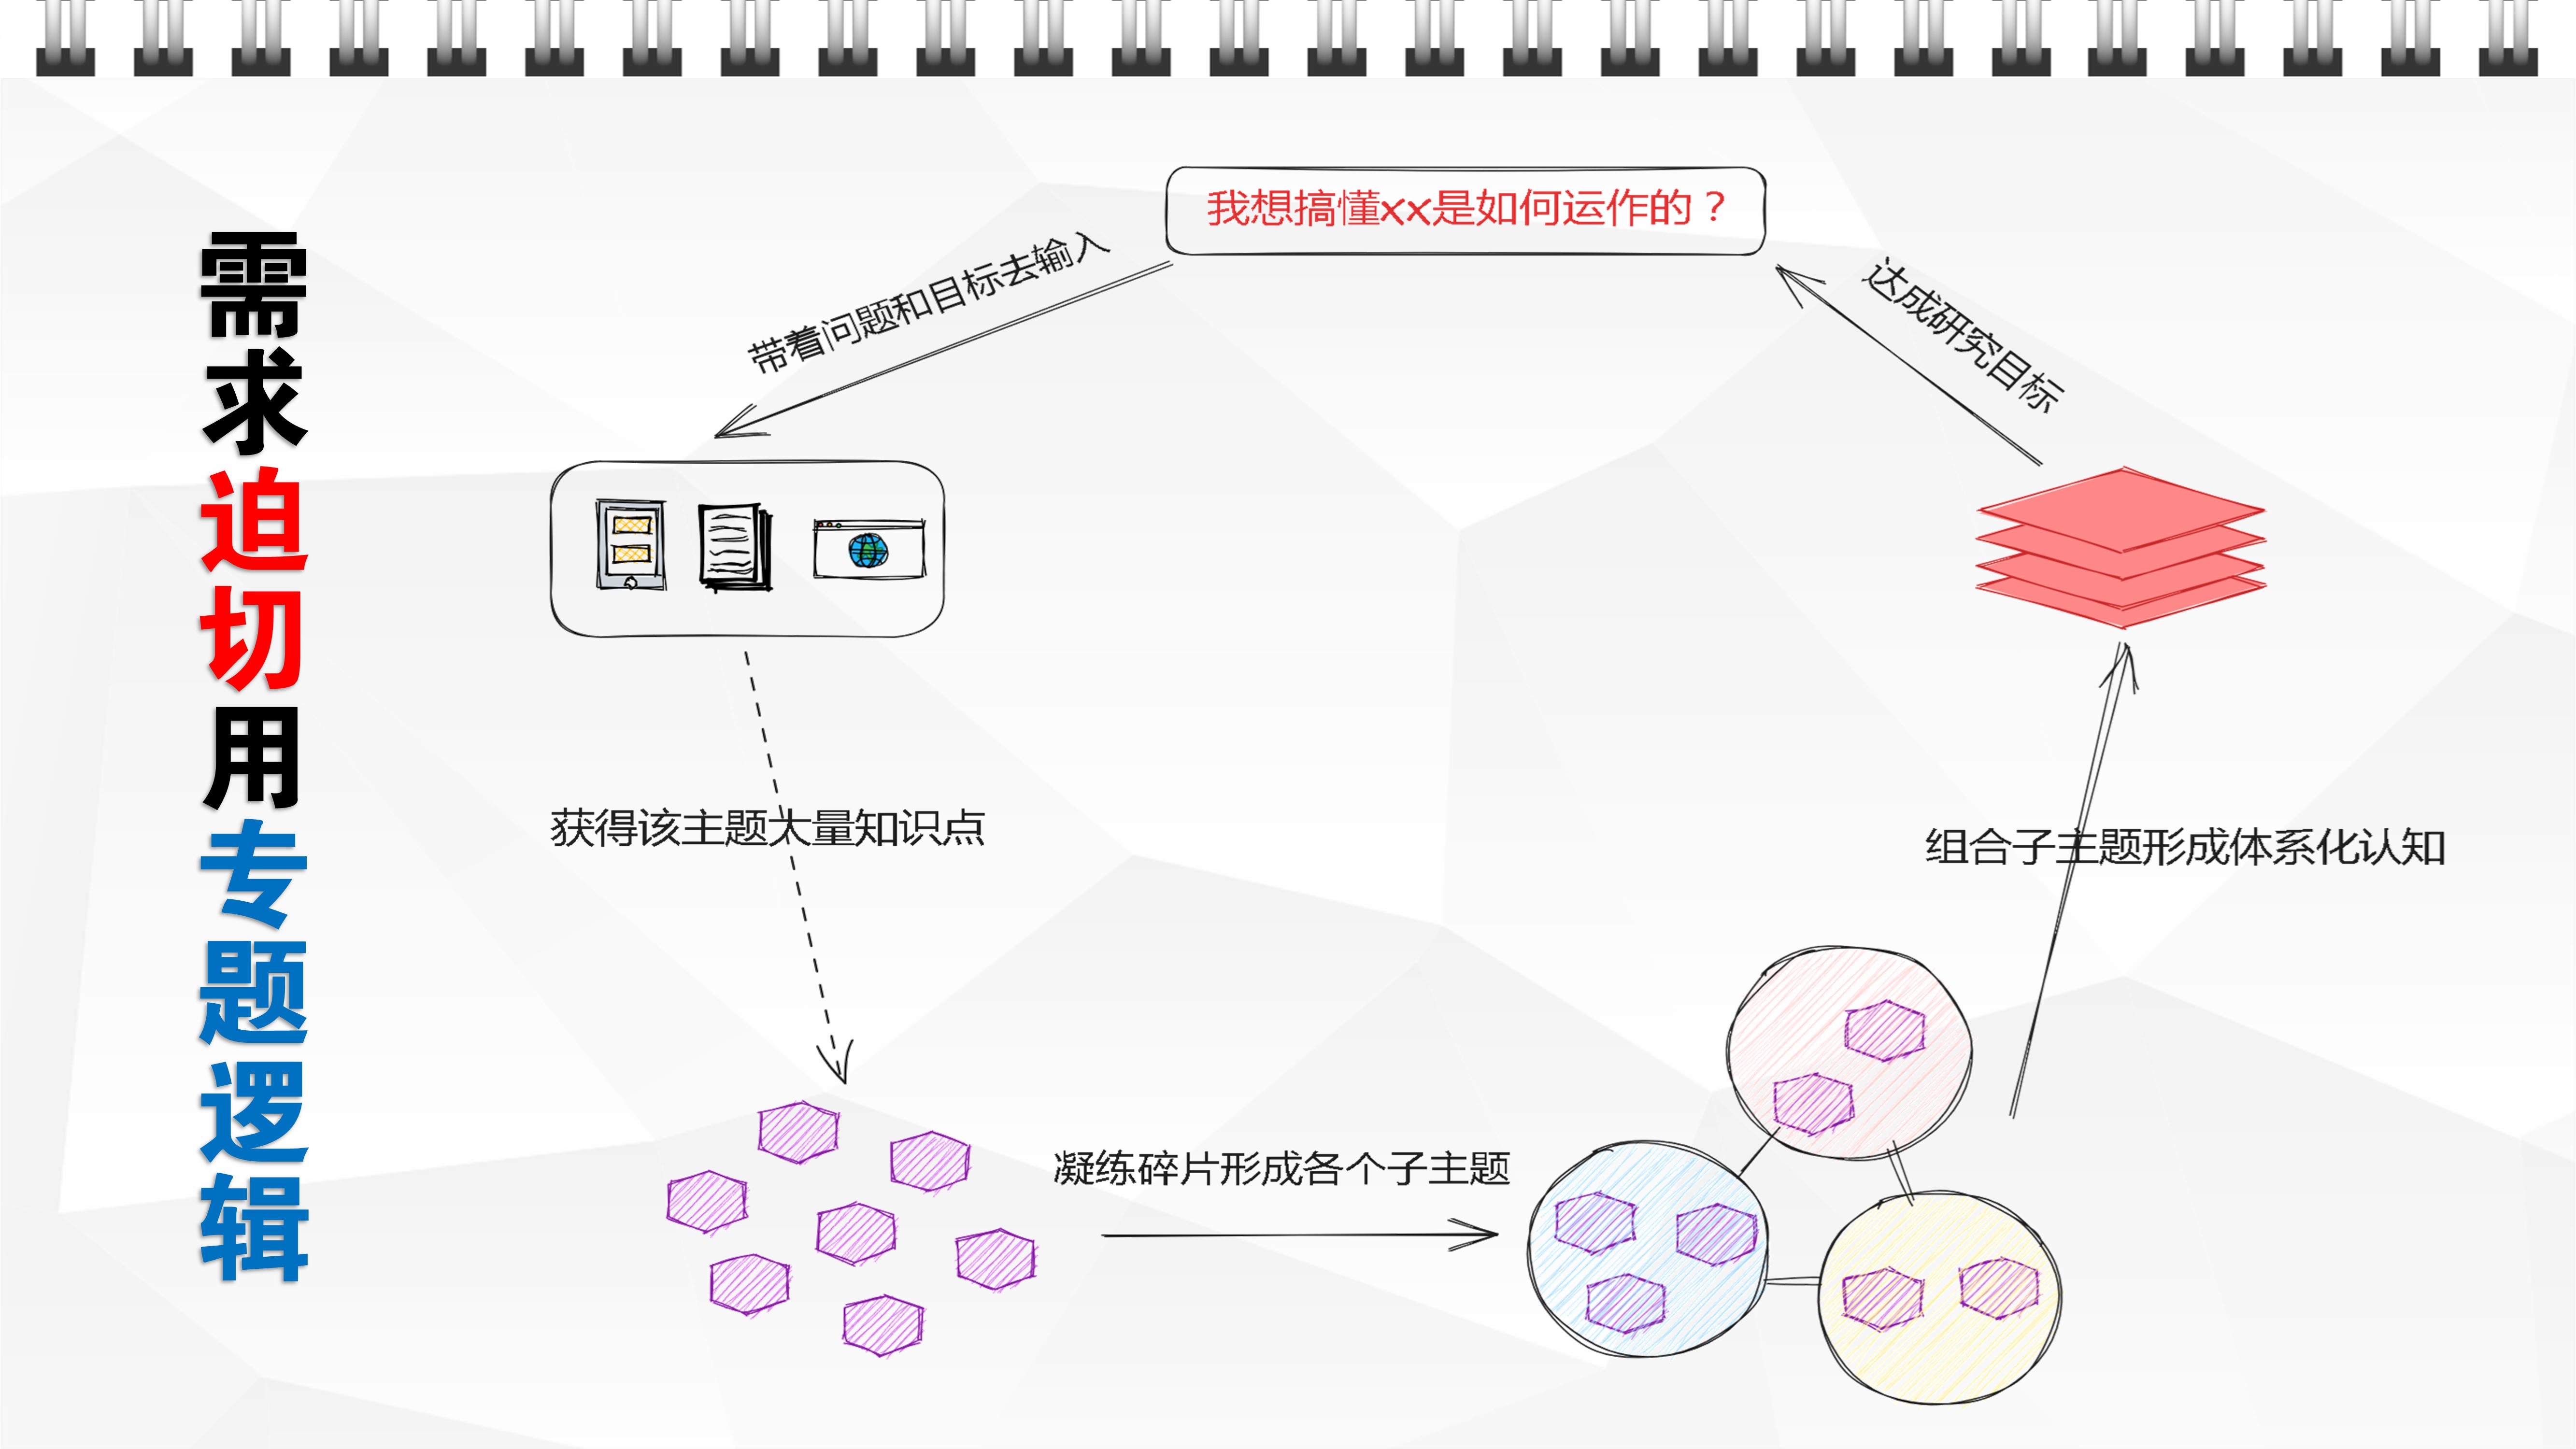 需求迫切用专题逻辑
我想搞懂xx是如何运作的？
带着问题和目标去输入
达成研究目标
获得该主题大量知识点
组合子主题形成体系化认知
凝练碎片形成各个子主题